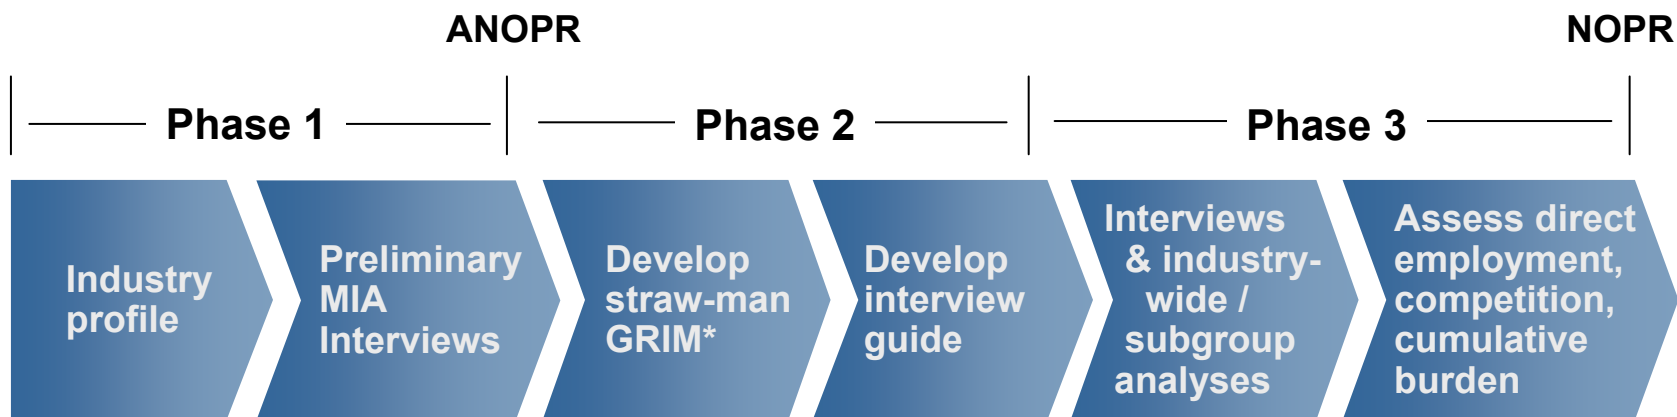 ANOPR
NOPR
Phase 1
Phase 2
Phase 3
Industry
profile
Preliminary
MIA
Interviews
Develop
straw-man
GRIM*
Develop
interview
guide
Interviews
& industry-
wide /
subgroup
analyses
Assess direct
employment,
competition,
cumulative
burden